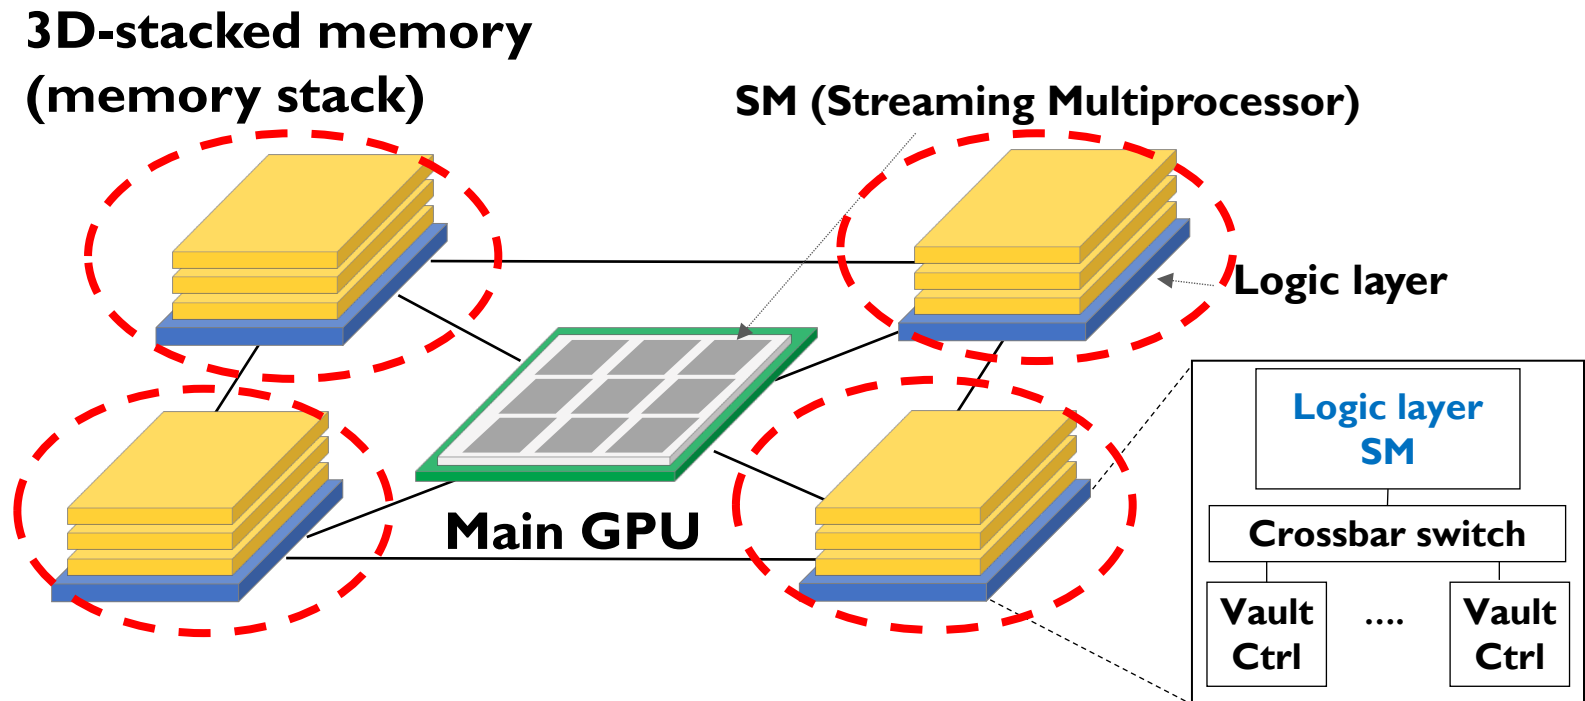 3D-stacked memory
(memory stack)
SM (Streaming Multiprocessor)
Logic layer
Main GPU
Logic layer
SM
Crossbar switch
Vault
Ctrl
....
Vault
Ctrl